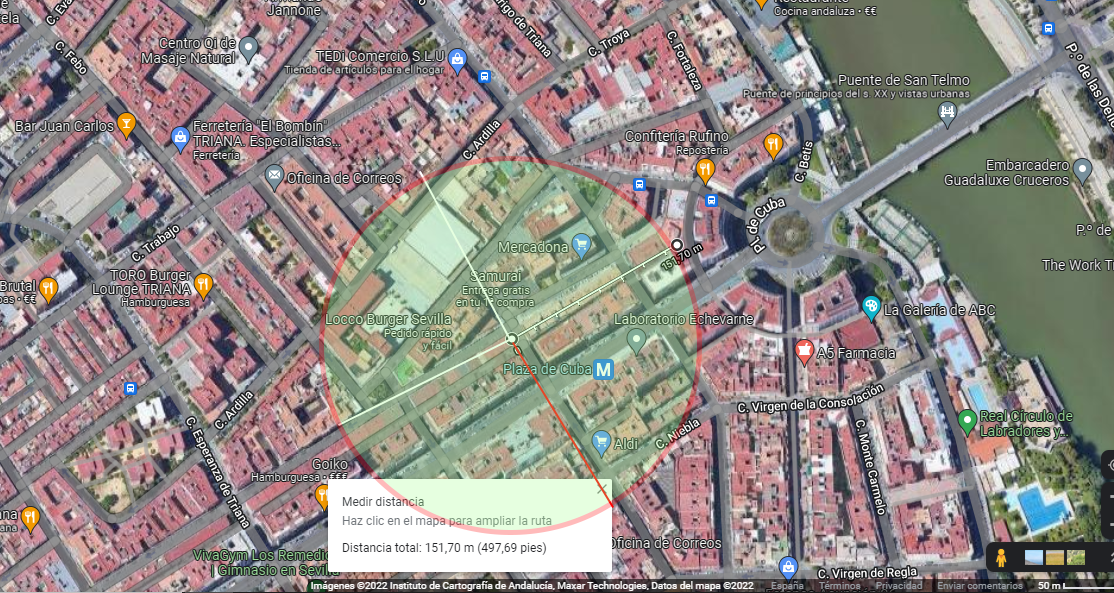 Jannone
Restaurante
Cocina andaluza • €€
C. Febo
Centro Qi de
Masaje Natural
TEDi Comercio S.L.U
Tienda de artículos para el hogar
C. Troya
C. Fortaleza
Puente de San Telmo
Puente de principios del s. XX y vistas urbanas
Bar Juan Carlos
Ferretería "El Bombín"
TRIANA. Especialistas...
Ferretería
C. Ardilla
Confitería Rufino
Repostería
C. Betis
Embarcadero
Guadaluxe Cruceros
Oficina de Correos
Pl. de Cuba
P.º de
C. Trabajo
Mercadona
151,70 m
The Work
TORO Burger
Lounge TRIANA
Hamburguesa
Brutal
€€
Samurai
Entrega gratis
en tu 1ª compra
Locco Burger Sevilla
Pedido rápido
y fácil
Laboratorio Echevarne
La Galería de ABC
Plaza de Cuba
M
A5 Farmacia
C. Ardilla
C. Esperanza de Triana
C. Virgen de la Consolación
C. Monte Carmelo
Real Círculo de
Labradores y...
C. Niebla
Aldi
Goiko
Hamburguesa • €€€
Medir distancia
Haz clic en el mapa para ampliar la ruta
Distancia total: 151,70 m (497,69 pies)
Oficina de Correos
VivaGym Los Remedio
| Gimnasio en Sevill
C. Virgen de Regla
Imágenes ©2022 Instituto de Cartografía de Andalucía, Maxar Technologies, Datos del mapa ©2022
España
Términos
Privacidad
Enviar comentarios
50 m